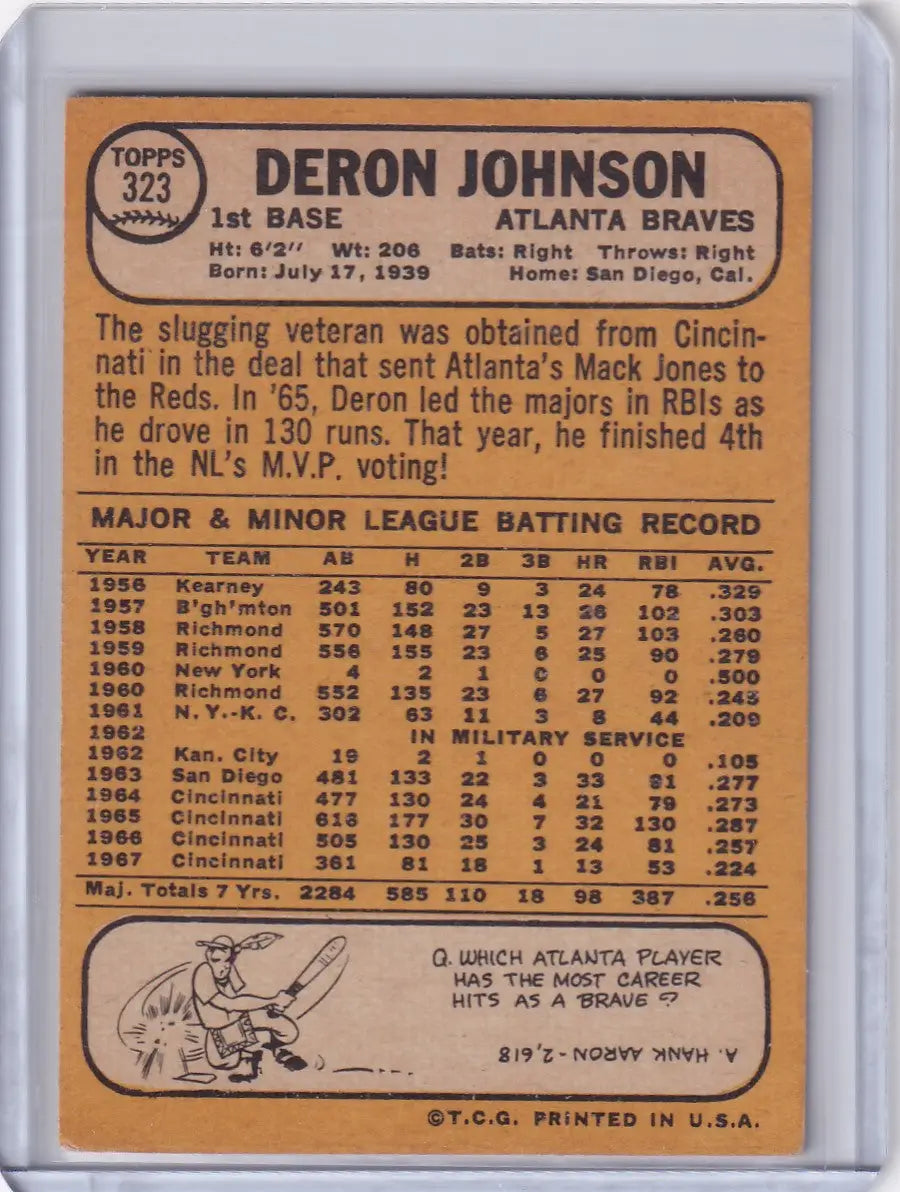 TOPPS
323
DERON JOHNSON
1st BASE ATLANTA BRAVES
Ht: 6'2" Wt: 206 Bats: Right Throws: Right
Born: July 17, 1939 Home: San Diego, Cal.
The slugging veteran was obtained from Cincin-
nati in the deal that sent Atlanta's Mack Jones to
the Reds. In '65, Deron led the majors in RBIs as
he drove in 130 runs. That year, he finished 4th
in the NL's M.V.P. voting!
MAJOR & MINOR LEAGUE BATTING RECORD
YEAR TEAM AB H 2B 3B HR RBI AVG.
1956 Kearney 243 80 9 3 24 78 .329
1957 B'gh'mton 501 152 23 13 26 102 .303
1958 Richmond 570 148 27 5 27 103 .260
1959 Richmond 556 155 23 6 25 90 .279
1960 New York 4 2 1 0 0 0 .500
1960 Richmond 552 135 23 6 27 92 .245
1961 N. Y.-K. C. 302 63 11 3 8 44 .209
1962 IN MILITARY SERVICE
1962 Kan. City 19 2 1 0 0 0 .105
1963 San Diego 481 133 22 3 33 91 .277
1964 Cincinnati 477 130 24 4 21 79 .273
1965 Cincinnati 616 177 30 7 32 130 .287
1966 Cincinnati 505 130 25 3 24 81 .257
1967 Cincinnati 361 81 18 1 13 53 .224
Maj. Totals 7 Yrs. 2284 585 110 18 98 387 .256
Q. WHICH ATLANTA PLAYER
HAS THE MOST CAREER
HITS AS A BRAVE?
A. HANK AARON - 2,618
©T.C.G. PRINTED IN U.S.A.